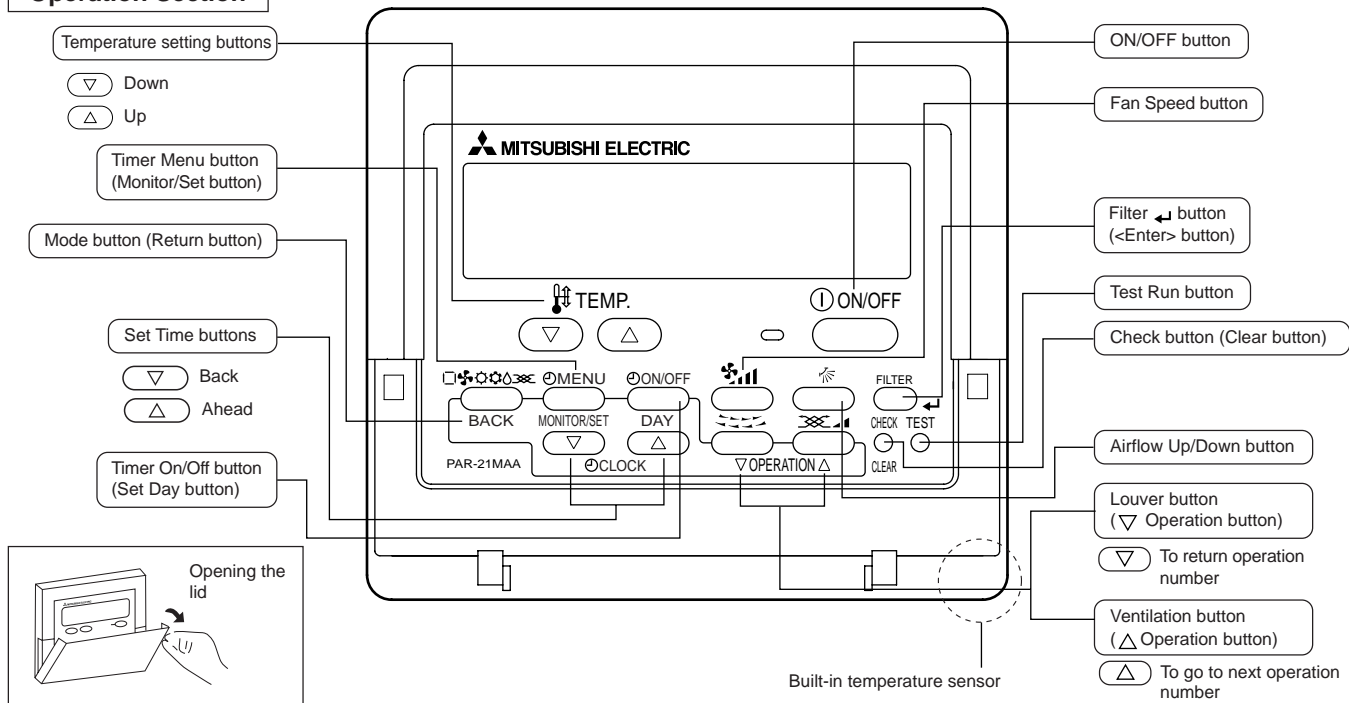 Operation Section
Temperature setting buttons
▽ Down
△ Up
Timer Menu button
(Monitor/Set button)
Mode button (Return button)
Set Time buttons
▽ Back
△ Ahead
Timer On/Off button
(Set Day button)
Opening the
lid
MITSUBISHI ELECTRIC
TEMP.
ON/OFF
▽ △
MENU ON/OFF FILTER
BACK MONITOR/SET DAY CHECK TEST
▽ △
PAR-21MAA CLOCK ▽ OPERATION △ CLEAR
ON/OFF button
Fan Speed button
Filter ↵ button
(<Enter> button)
Test Run button
Check button (Clear button)
Airflow Up/Down button
Louver button
( ▽ Operation button)
▽ To return operation
number
Ventilation button
( △ Operation button)
△ To go to next operation
number
Built-in temperature sensor